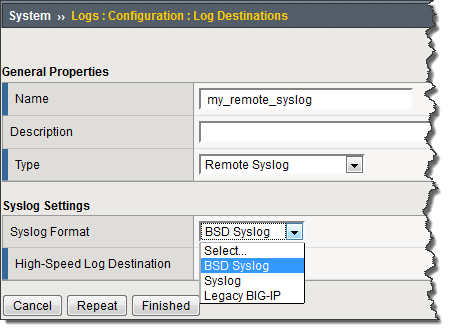 System ›› Logs : Configuration : Log Destinations
General Properties
Name my_remote_syslog
Description
Type Remote Syslog
Syslog Settings
Syslog Format BSD Syslog
Select...
BSD Syslog
High-Speed Log Destination Syslog
Legacy BIG-IP
Cancel Repeat Finished